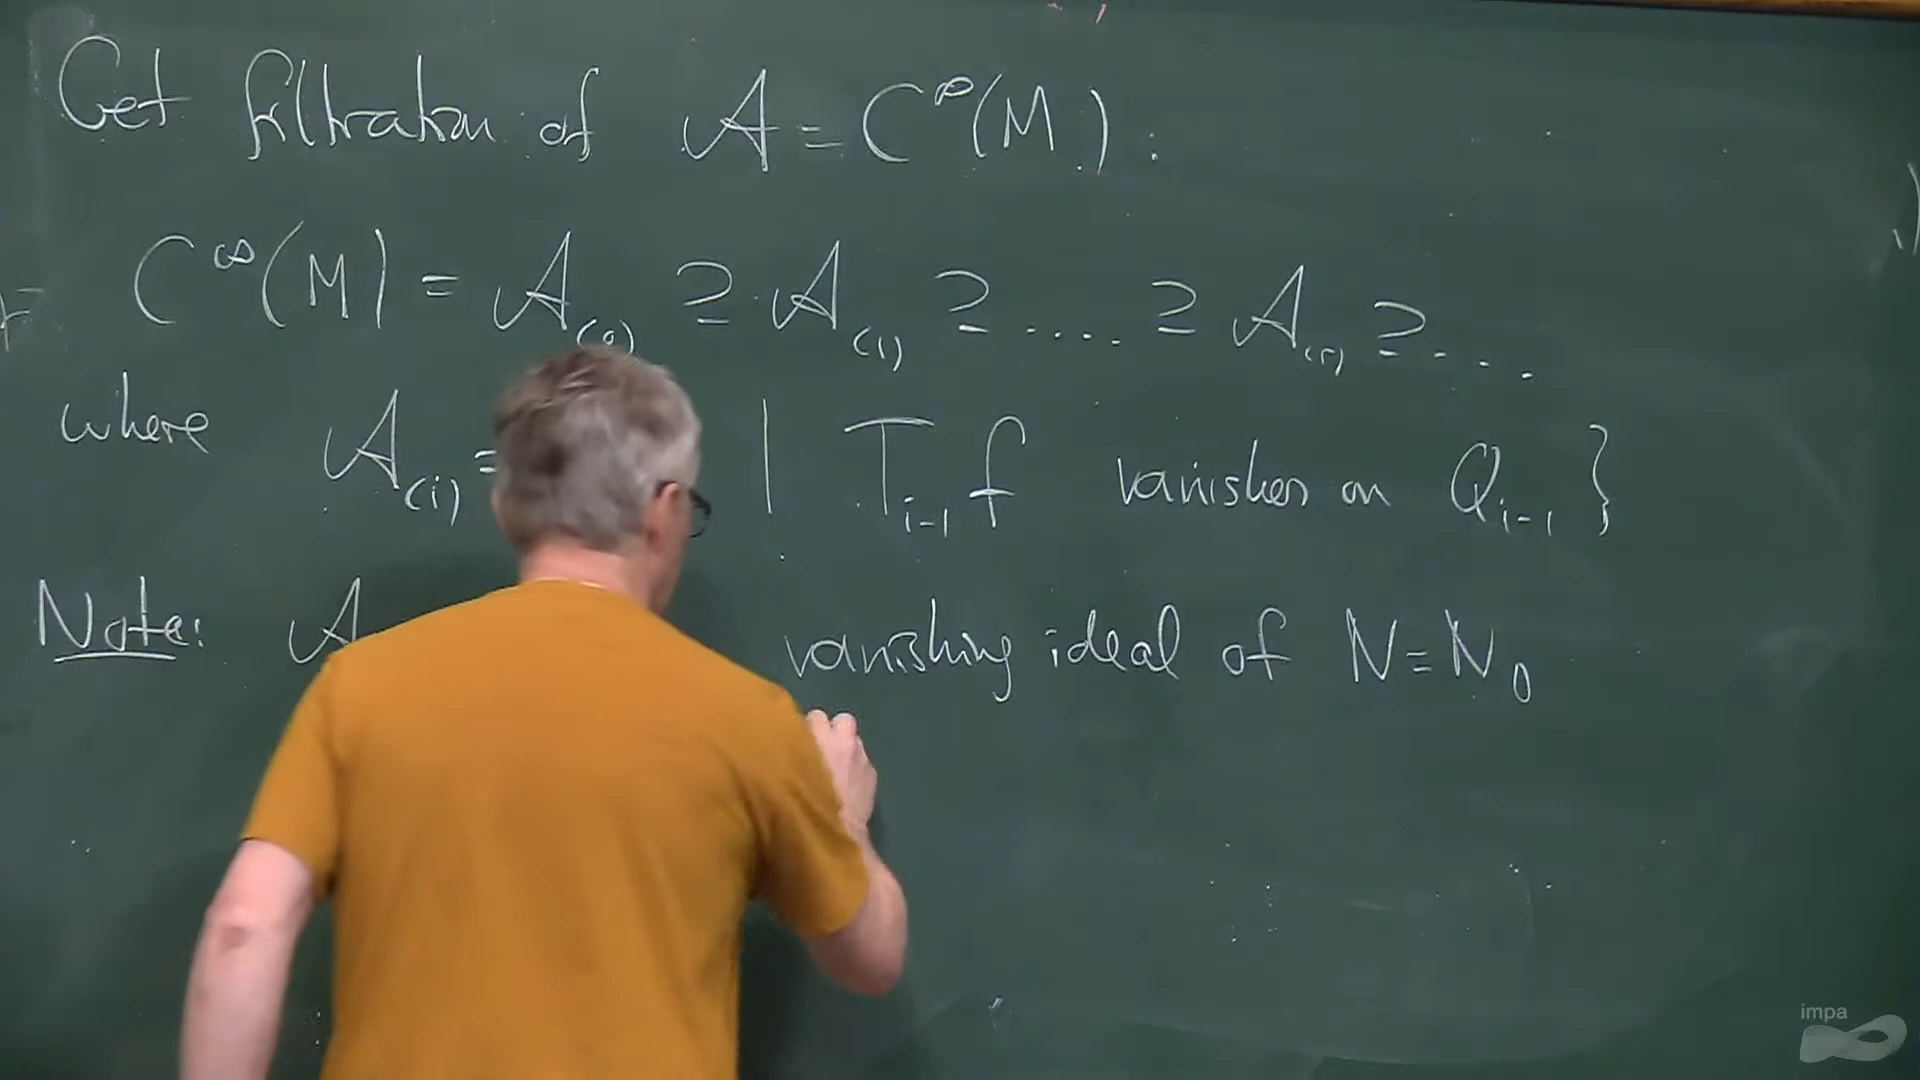 Get filtration of 𝒜 = C^∞(M):
C^∞(M) = 𝒜_(0) ⊇ 𝒜_(1) ⊇ .... ⊇ 𝒜_(r) ⊇ ...
where 𝒜_(i) = | T_{i-1} f vanishes on Q_{i-1} }
Note: 𝒜 vanishing ideal of N = N_0
impa